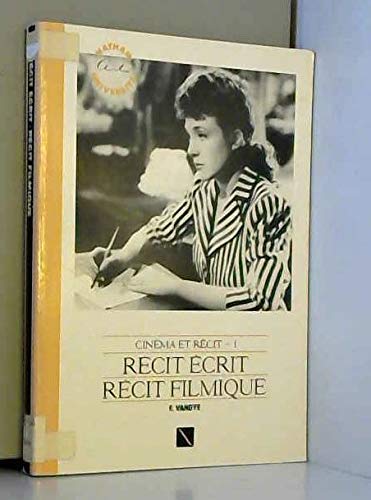 NATHAN
UNIVERSITÉ
CINÉMA ET RÉCIT – I
RÉCIT ÉCRIT
RÉCIT FILMIQUE
F. VANOYE
RÉCIT ÉCRIT RÉCIT FILMIQUE